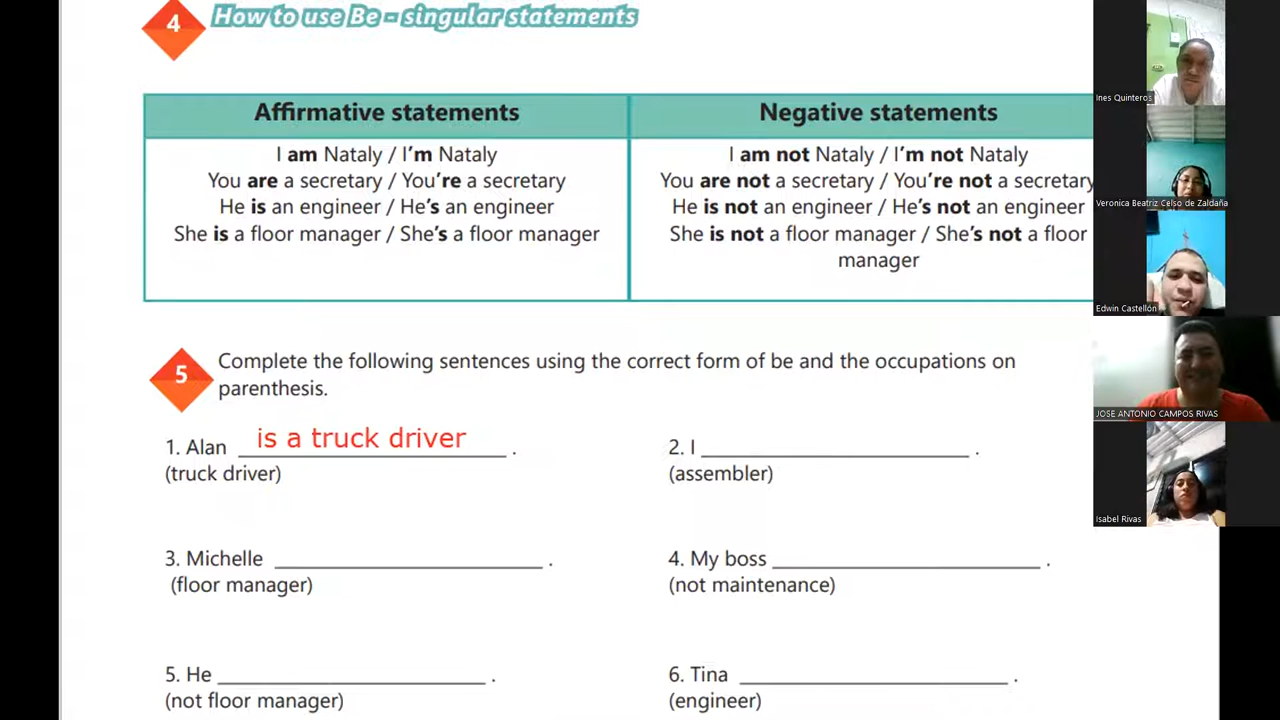 4
How to use Be - singular statements
Affirmative statements
I am Nataly / I'm Nataly
You are a secretary / You're a secretary
He is an engineer / He's an engineer
She is a floor manager / She's a floor manager
Negative statements
I am not Nataly / I'm not Nataly
You are not a secretary / You're not a secretary
He is not an engineer / He's not an engineer
She is not a floor manager / She's not a floor
manager
5
Complete the following sentences using the correct form of be and the occupations on
parenthesis.
1. Alan is a truck driver .
(truck driver)
2. I ________________________ .
(assembler)
3. Michelle ________________________ .
(floor manager)
4. My boss ________________________ .
(not maintenance)
5. He ________________________ .
(not floor manager)
6. Tina ________________________ .
(engineer)
Ines Quinteros
Veronica Beatriz Celso de Zaldaña
Edwin Castellón
JOSE ANTONIO CAMPOS RIVAS
Isabel Rivas